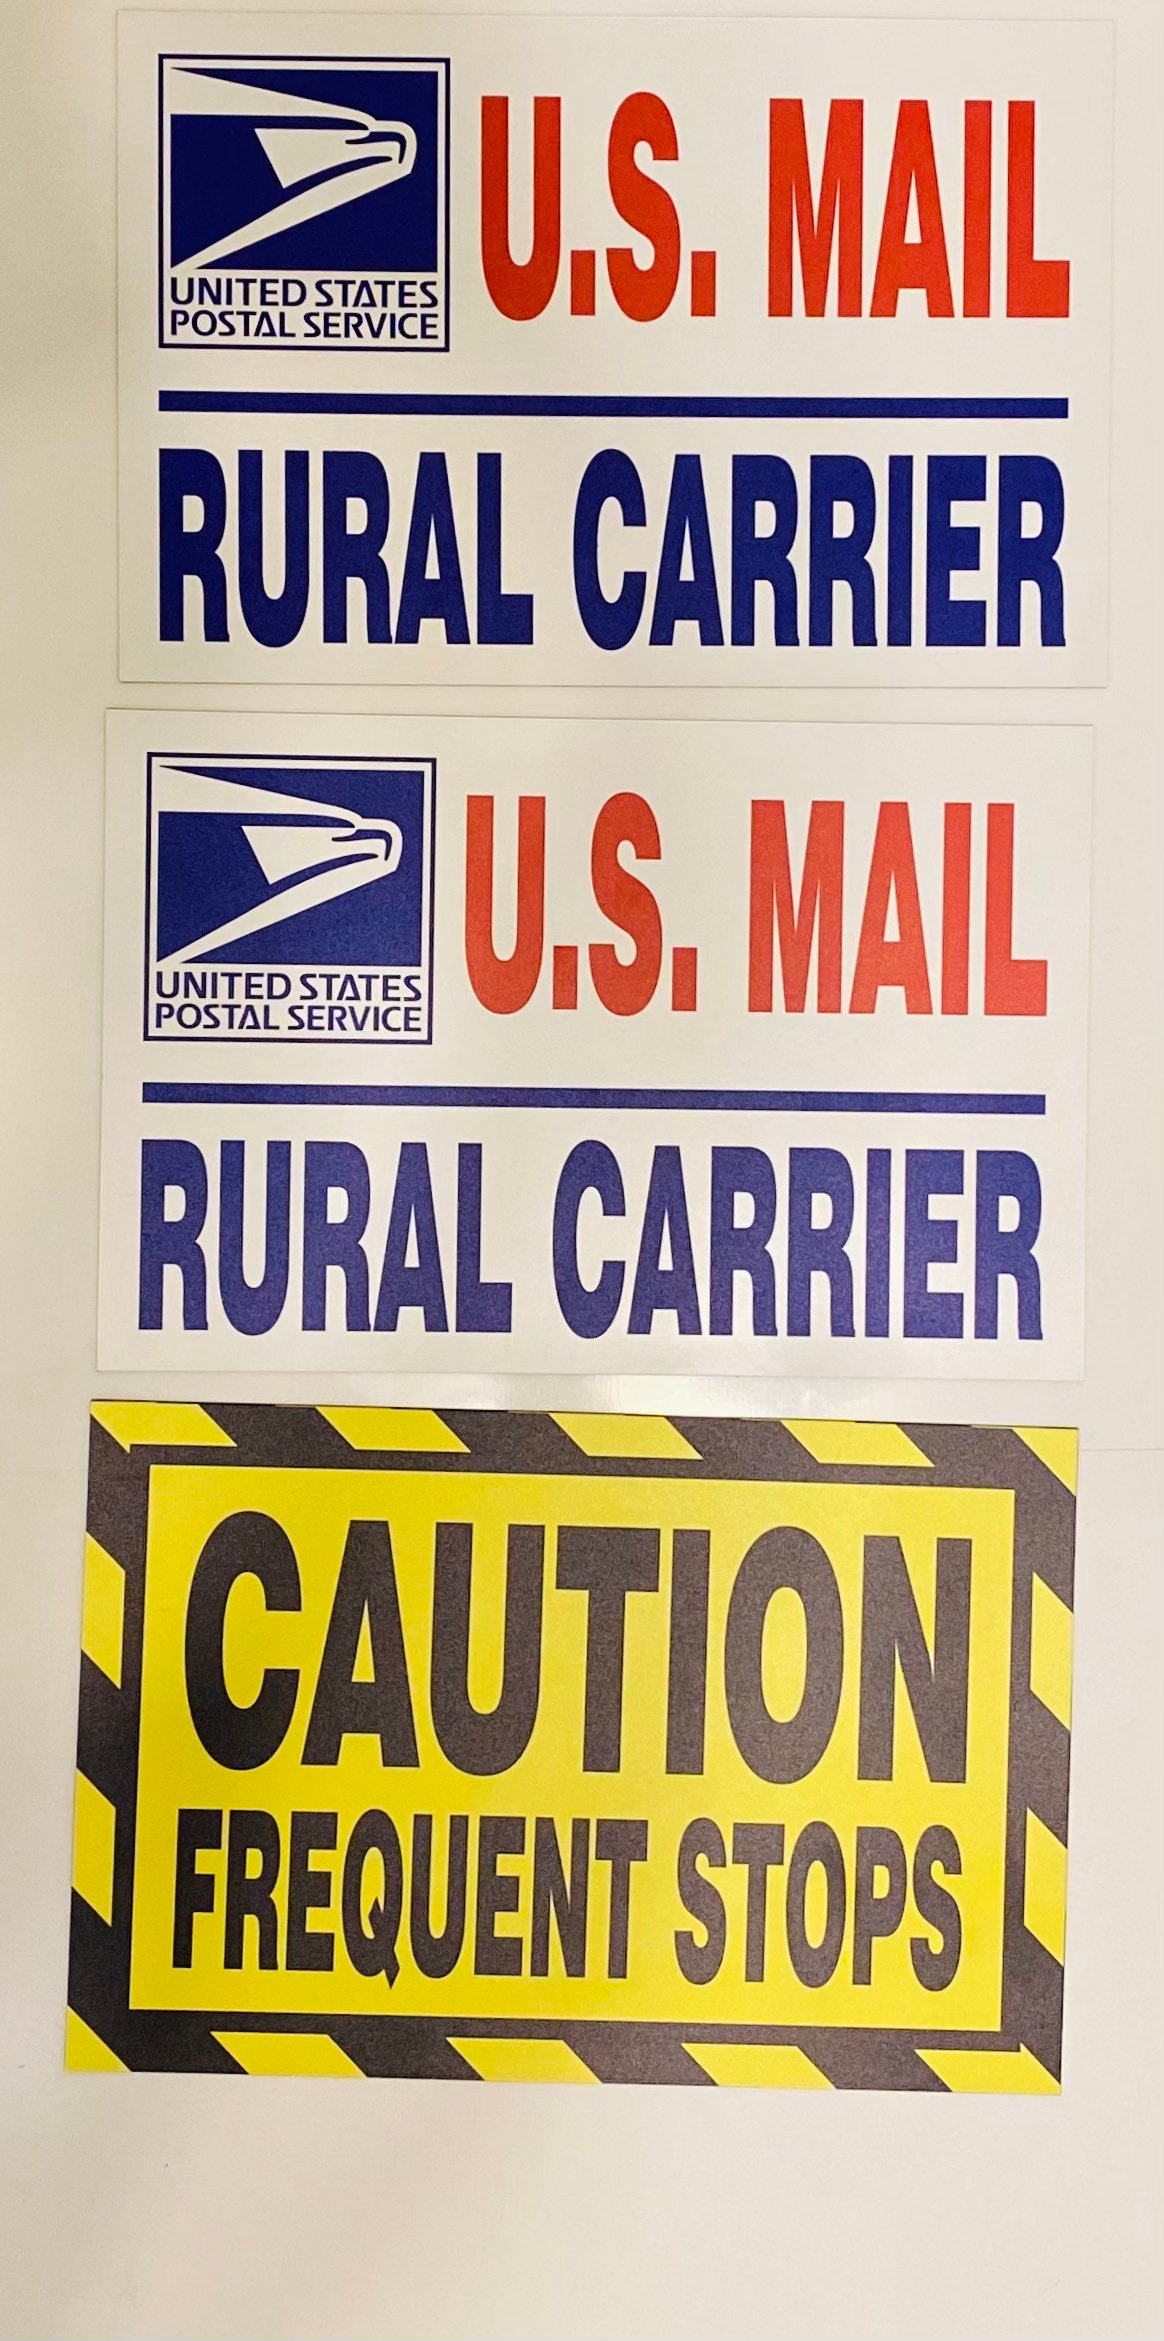 U.S. MAIL
UNITED STATES
POSTAL SERVICE
RURAL CARRIER
U.S. MAIL
UNITED STATES
POSTAL SERVICE
RURAL CARRIER
CAUTION
FREQUENT STOPS